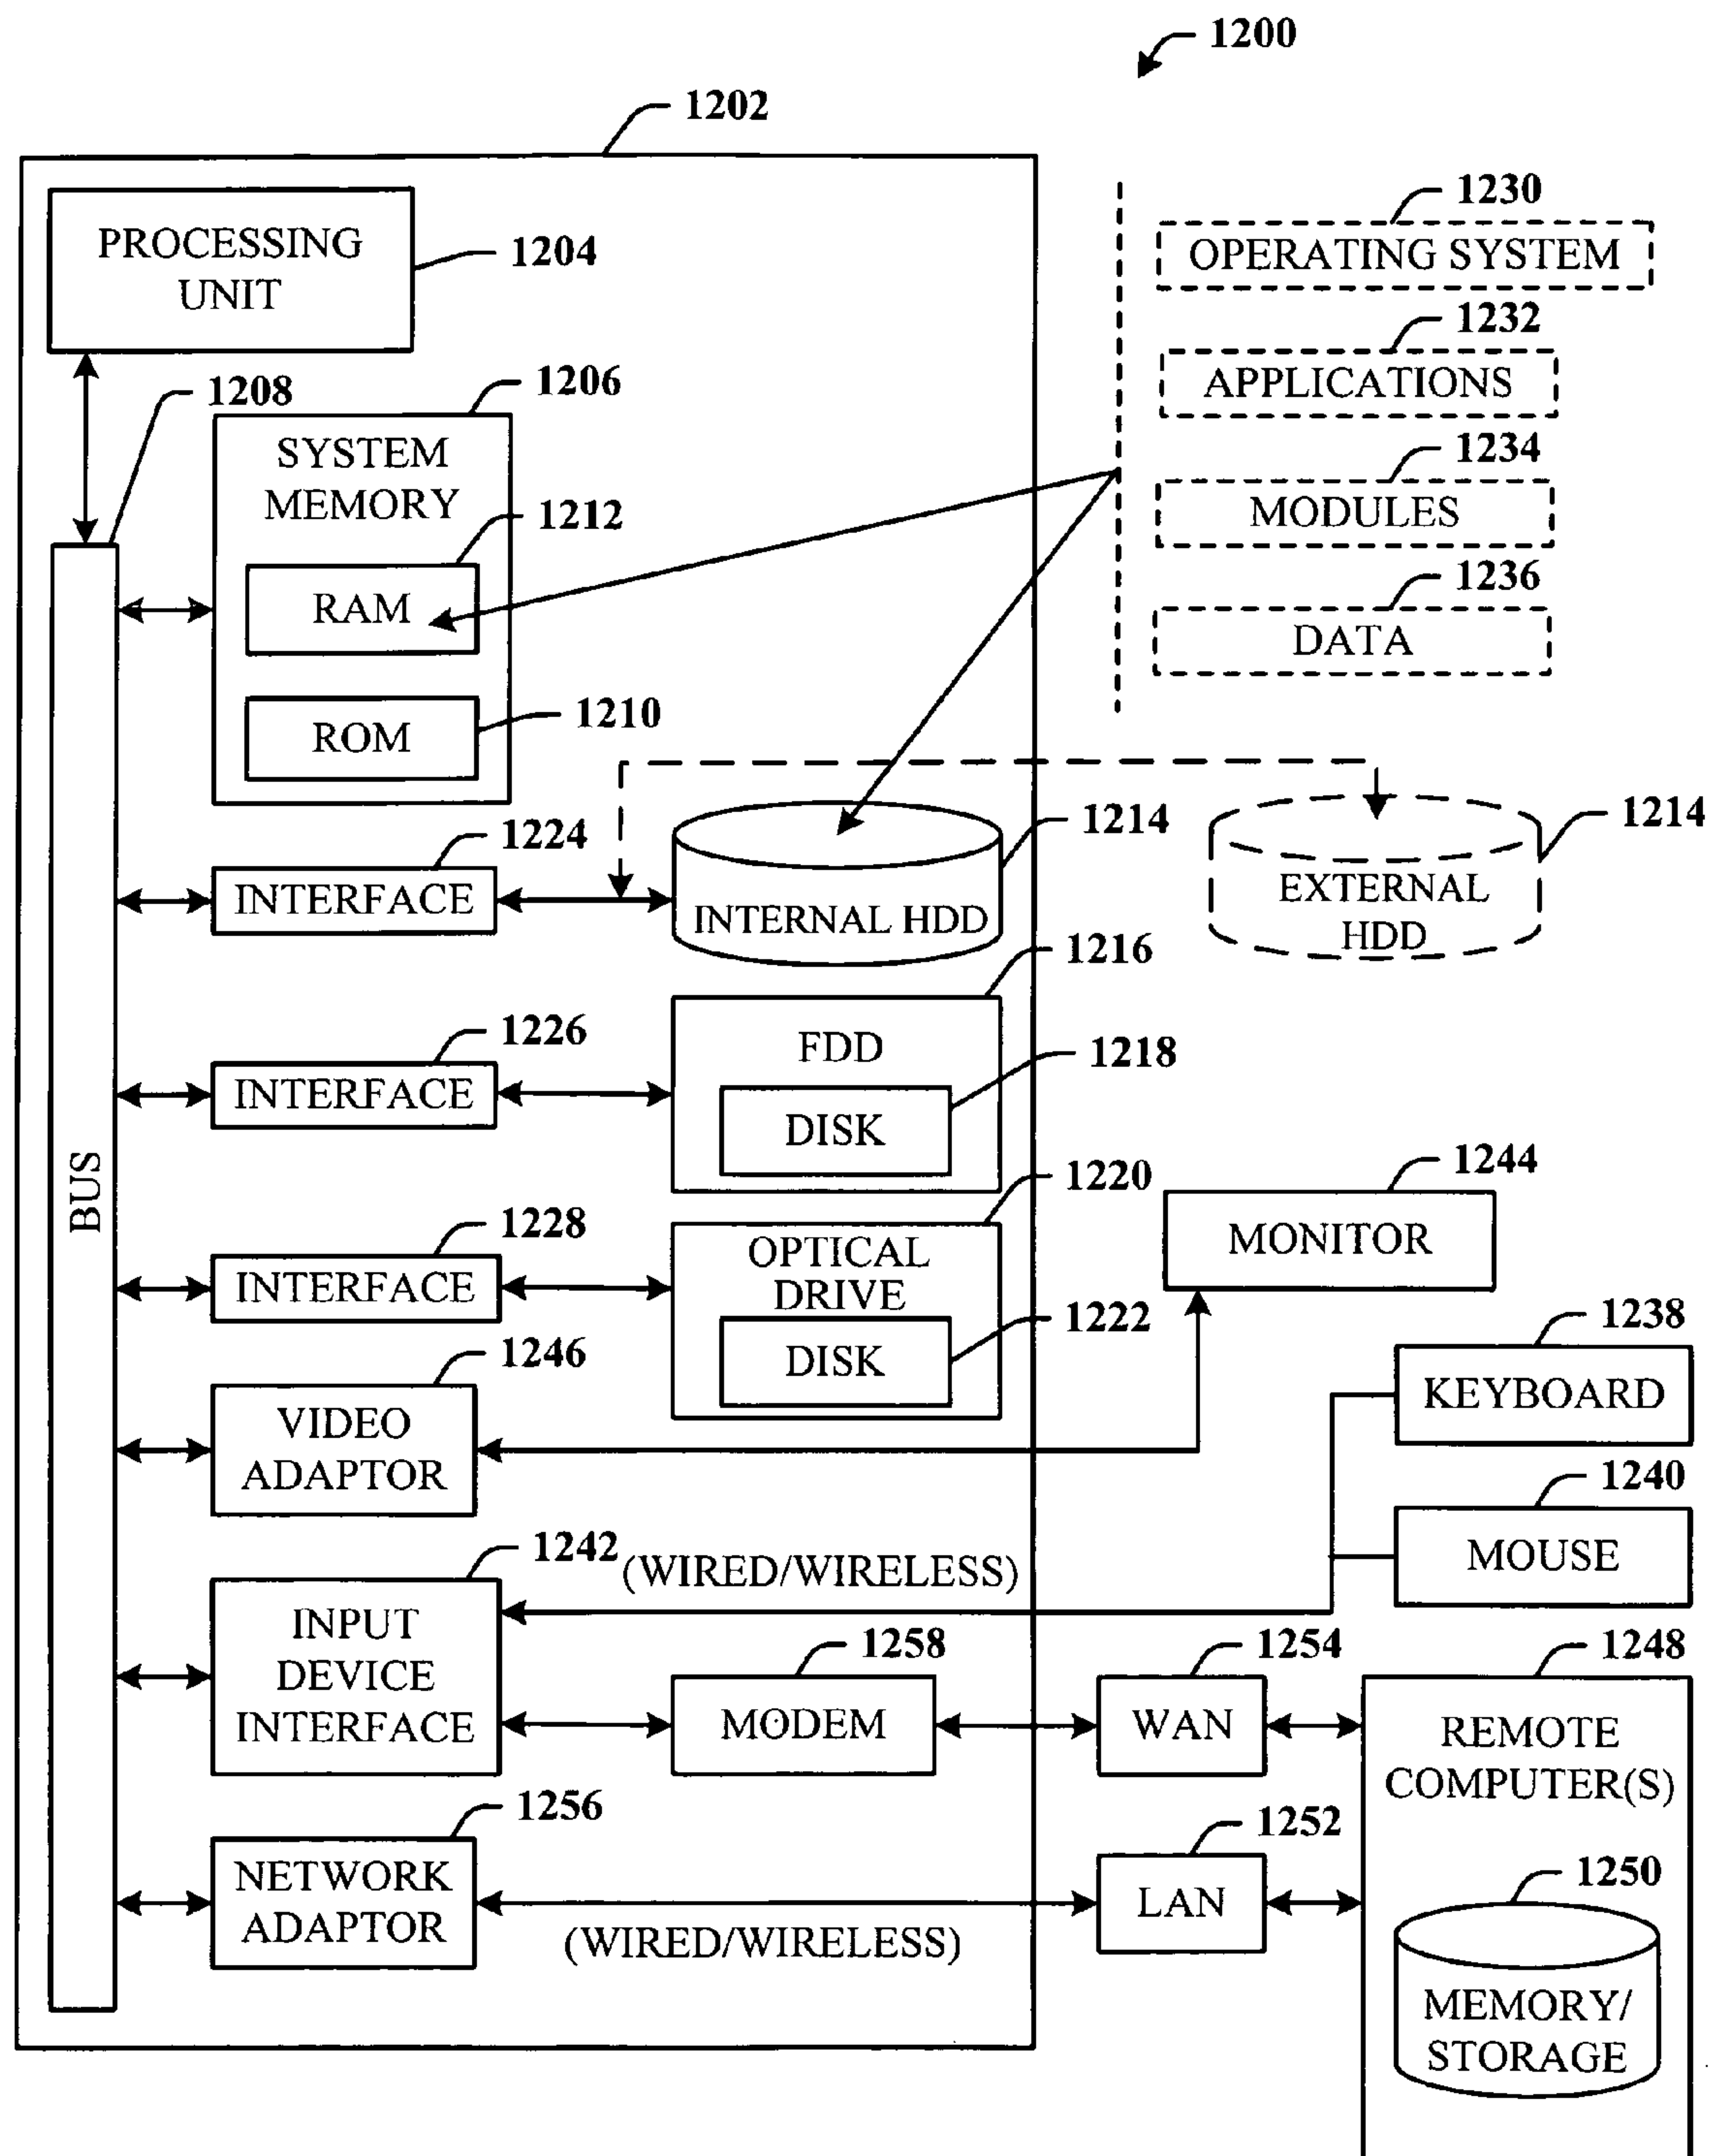 1200
1202
PROCESSING
UNIT
1204
1230
OPERATING SYSTEM
1232
APPLICATIONS
1234
MODULES
1236
DATA
1208
1206
SYSTEM
MEMORY
1212
RAM
1210
ROM
1224
INTERFACE
1214
INTERNAL HDD
1214
EXTERNAL
HDD
1216
1226
INTERFACE
FDD
1218
DISK
BUS
1220
1228
INTERFACE
OPTICAL
DRIVE
1222
DISK
1244
MONITOR
1246
VIDEO
ADAPTOR
1238
KEYBOARD
1240
MOUSE
1242
(WIRED/WIRELESS)
INPUT
DEVICE
INTERFACE
1258
MODEM
1254
WAN
1248
REMOTE
COMPUTER(S)
1256
NETWORK
ADAPTOR
(WIRED/WIRELESS)
1252
LAN
1250
MEMORY/
STORAGE